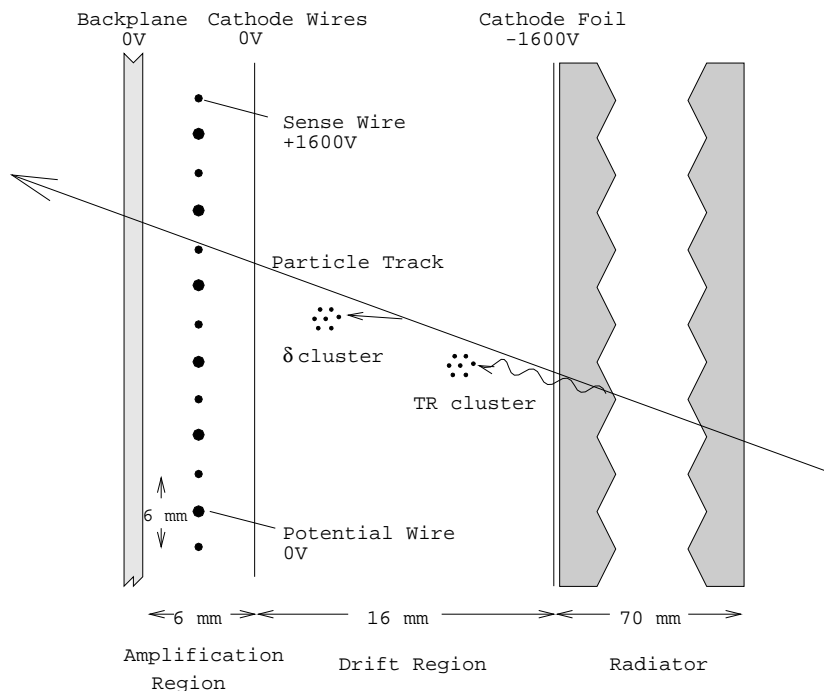 Backplane Cathode Wires Cathode Foil
0V 0V -1600V
Sense Wire
+1600V
Particle Track
δ cluster
TR cluster
6 mm
Potential Wire
0V
6 mm 16 mm 70 mm
Amplification
Region
Drift Region
Radiator